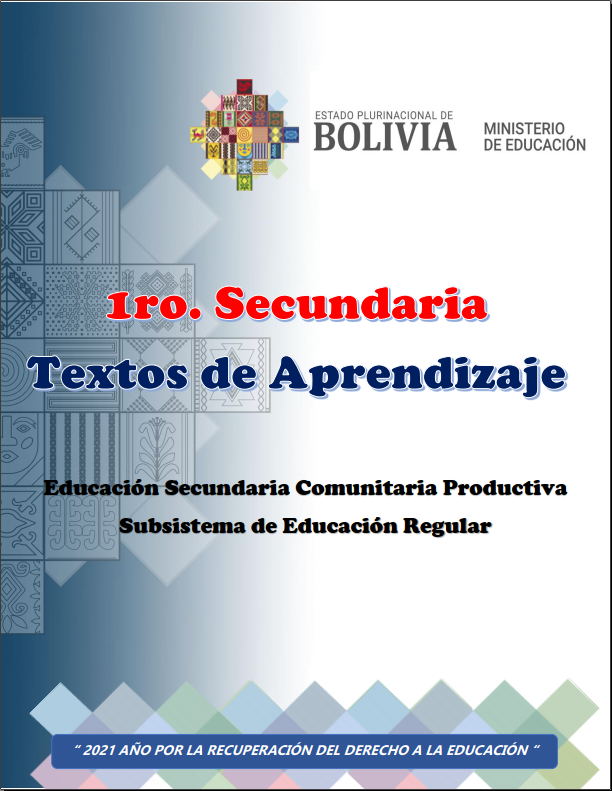 ESTADO PLURINACIONAL DE
BOLIVIA
MINISTERIO
DE EDUCACIÓN
1ro. Secundaria
Textos de Aprendizaje
Educación Secundaria Comunitaria Productiva
Subsistema de Educación Regular
“ 2021 AÑO POR LA RECUPERACIÓN DEL DERECHO A LA EDUCACIÓN “